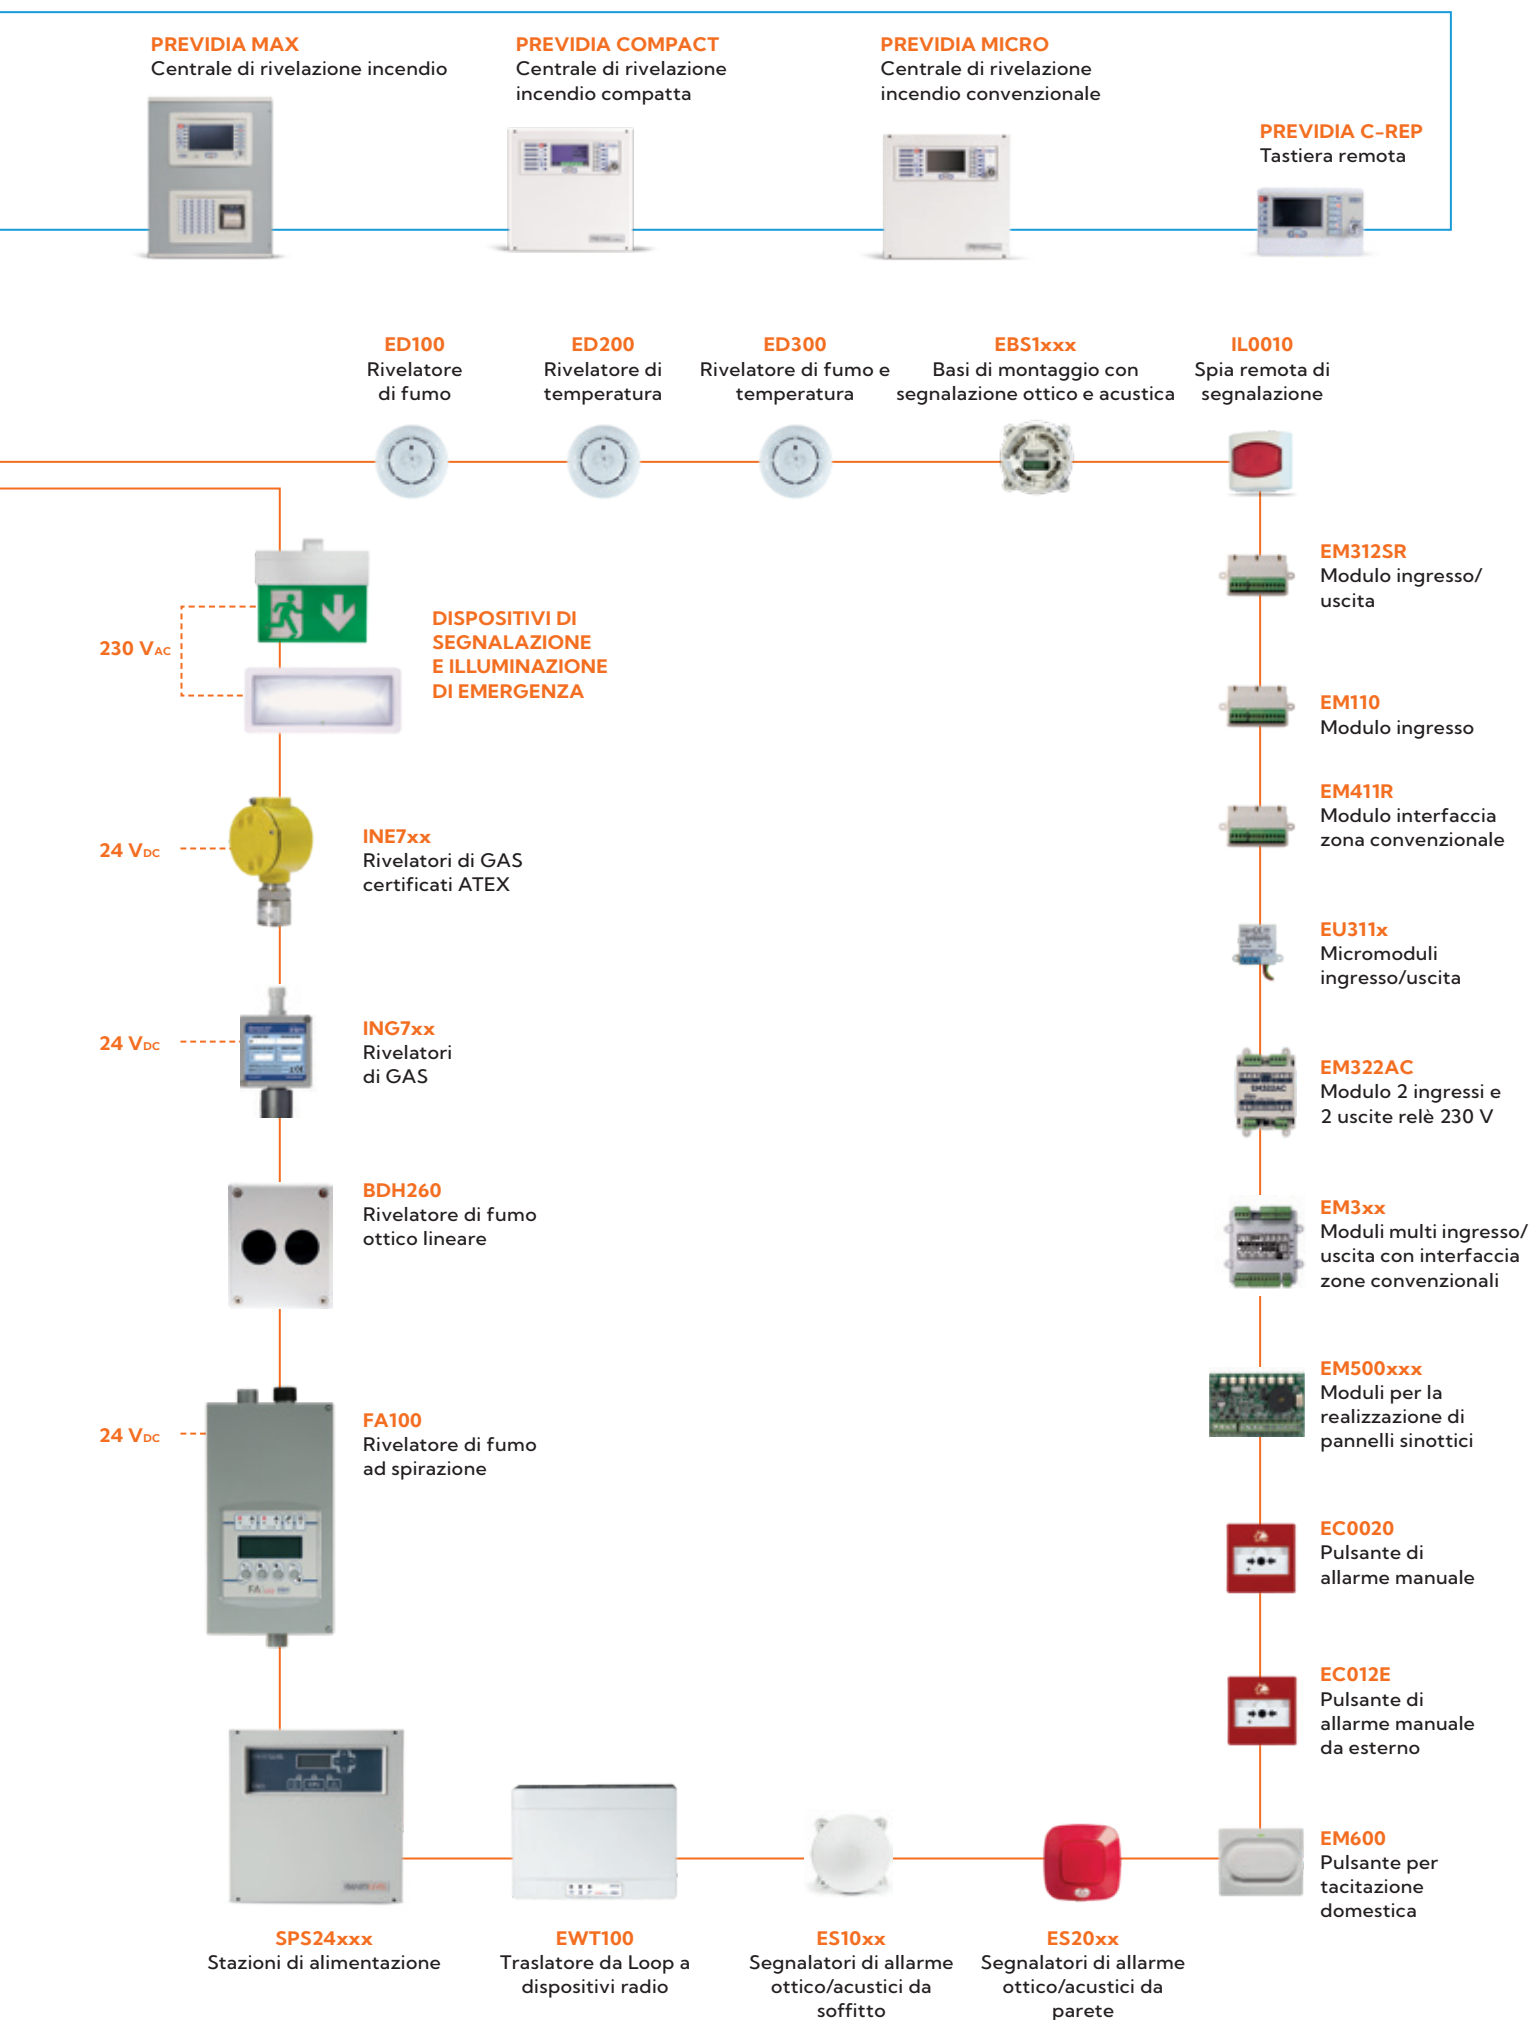 PREVIDIA MAX
Centrale di rivelazione incendio
PREVIDIA COMPACT
Centrale di rivelazione
incendio compatta
PREVIDIA MICRO
Centrale di rivelazione
incendio convenzionale
PREVIDIA C-REP
Tastiera remota
ED100
Rivelatore
di fumo
ED200
Rivelatore di
temperatura
ED300
Rivelatore di fumo e
temperatura
EBS1xxx
Basi di montaggio con
segnalazione ottico e acustica
IL0010
Spia remota di
segnalazione
EM312SR
Modulo ingresso/
uscita
230 VAC
DISPOSITIVI DI
SEGNALAZIONE
E ILLUMINAZIONE
DI EMERGENZA
EM110
Modulo ingresso
EM411R
Modulo interfaccia
zona convenzionale
24 VDC
INE7xx
Rivelatori di GAS
certificati ATEX
EU311x
Micromoduli
ingresso/uscita
24 VDC
ING7xx
Rivelatori
di GAS
EM322AC
EM322AC
Modulo 2 ingressi e
2 uscite relè 230 V
BDH260
Rivelatore di fumo
ottico lineare
EM3xx
Moduli multi ingresso/
uscita con interfaccia
zone convenzionali
EM500xxx
Moduli per la
realizzazione di
pannelli sinottici
24 VDC
FA100
Rivelatore di fumo
ad spirazione
FA
EC0020
Pulsante di
allarme manuale
EC012E
Pulsante di
allarme manuale
da esterno
EM600
Pulsante per
tacitazione
domestica
SPS24xxx
Stazioni di alimentazione
EWT100
Traslatore da Loop a
dispositivi radio
ES10xx
Segnalatori di allarme
ottico/acustici da
soffitto
ES20xx
Segnalatori di allarme
ottico/acustici da
parete